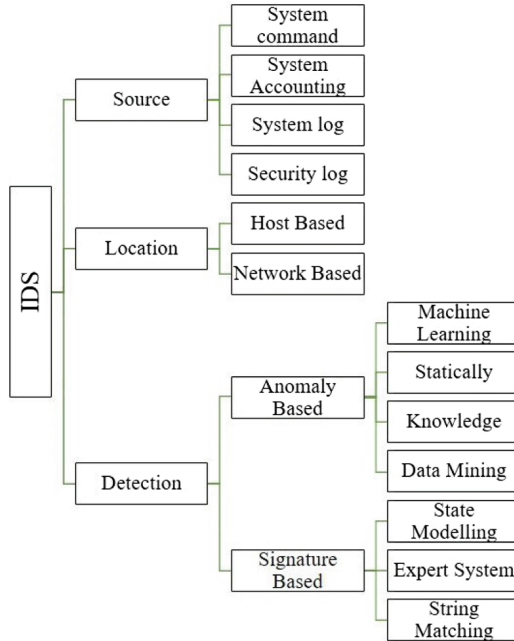 IDS
Source
System
command
System
Accounting
System log
Security log
Location
Host Based
Network Based
Detection
Anomaly
Based
Machine
Learning
Statically
Knowledge
Data Mining
Signature
Based
State
Modelling
Expert System
String
Matching